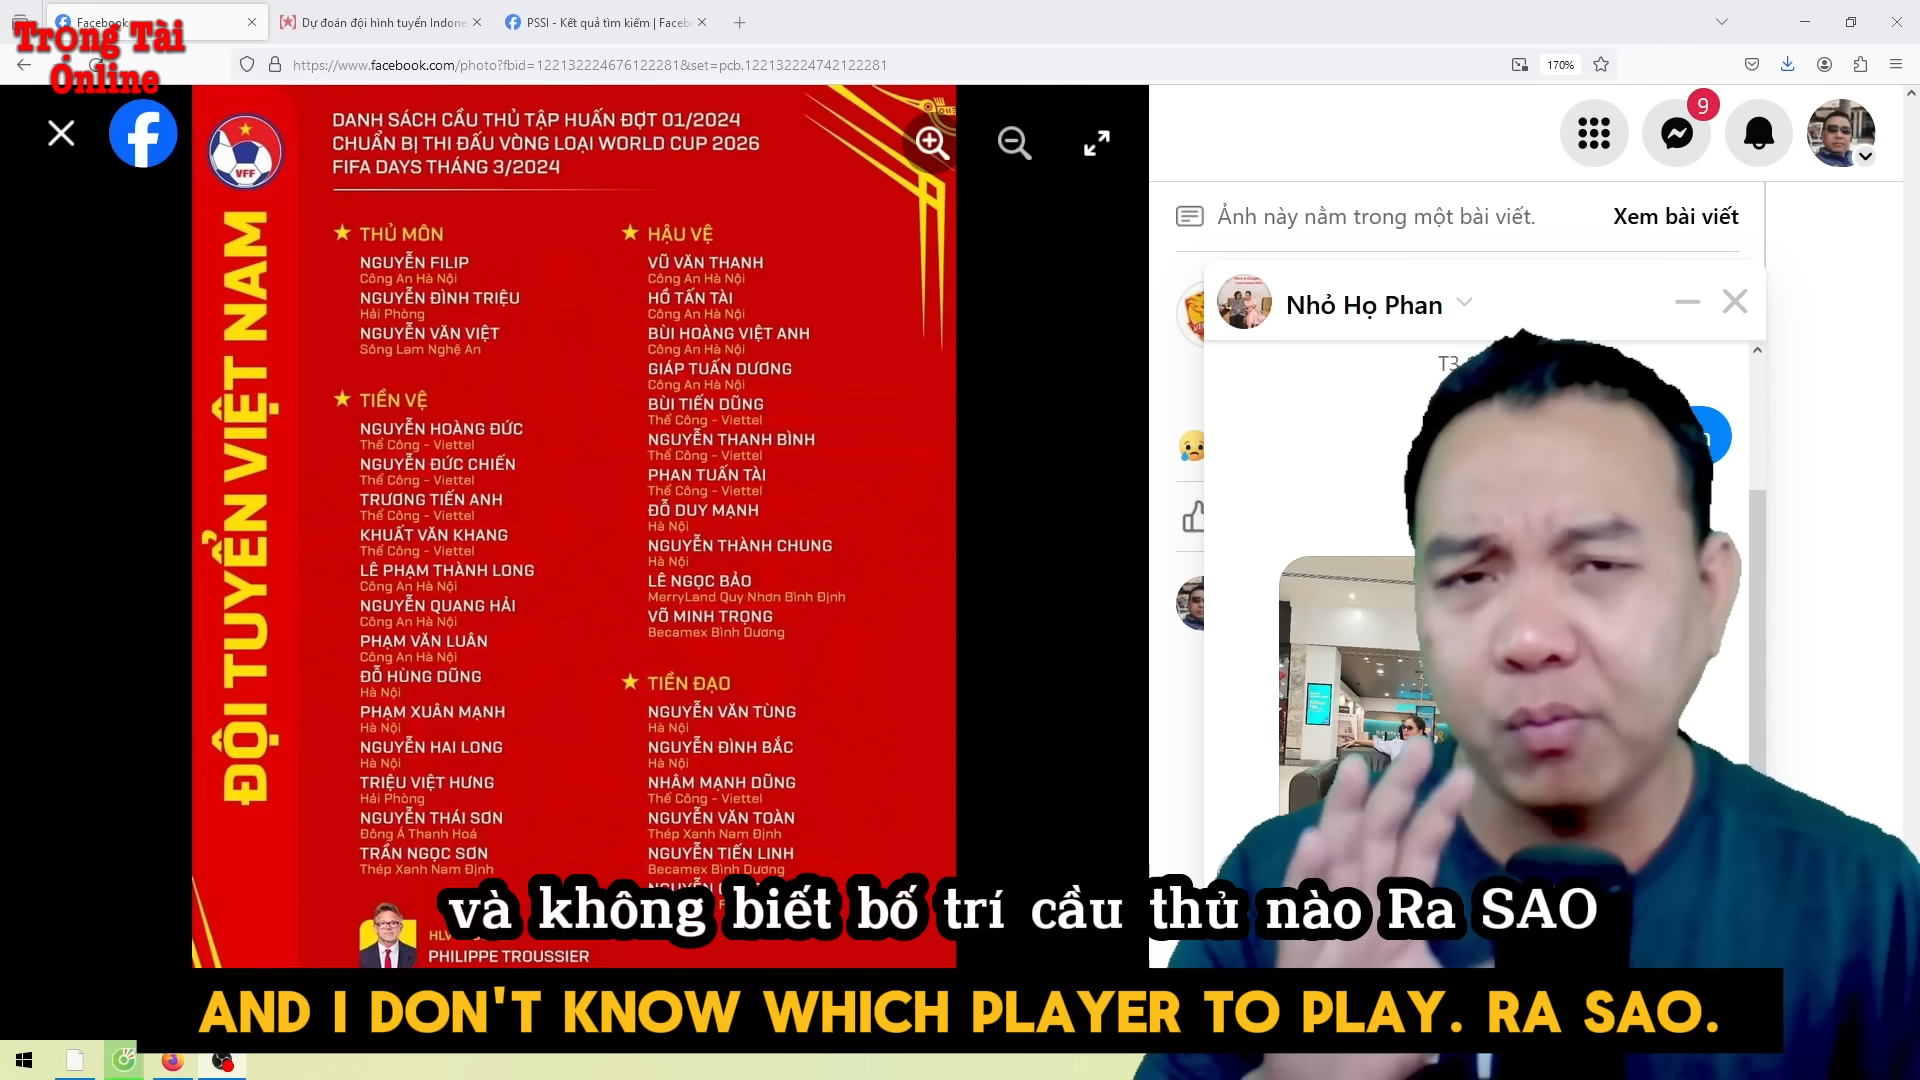 Facebook
Dự đoán đội hình tuyển Indone
PSSI - Kết quả tìm kiếm | Faceb
Trọng Tài
Online
https://www.facebook.com/photo?fbid=122132224676122281&set=pcb.122132224742122281
170%
VFF
ĐỘI TUYỂN VIỆT NAM
DANH SÁCH CẦU THỦ TẬP HUẤN ĐỢT 01/2024
CHUẨN BỊ THI ĐẤU VÒNG LOẠI WORLD CUP 2026
FIFA DAYS THÁNG 3/2024
THỦ MÔN
NGUYỄN FILIP
Công An Hà Nội
NGUYỄN ĐÌNH TRIỆU
Hải Phòng
NGUYỄN VĂN VIỆT
Sông Lam Nghệ An
TIỀN VỆ
NGUYỄN HOÀNG ĐỨC
Thể Công - Viettel
NGUYỄN ĐỨC CHIẾN
Thể Công - Viettel
TRƯƠNG TIẾN ANH
Thể Công - Viettel
KHUẤT VĂN KHANG
Thể Công - Viettel
LÊ PHẠM THÀNH LONG
Công An Hà Nội
NGUYỄN QUANG HẢI
Công An Hà Nội
PHẠM VĂN LUÂN
Công An Hà Nội
ĐỖ HÙNG DŨNG
Hà Nội
PHẠM XUÂN MẠNH
Hà Nội
NGUYỄN HAI LONG
Hà Nội
TRIỆU VIỆT HƯNG
Hải Phòng
NGUYỄN THÁI SƠN
Đông Á Thanh Hoá
TRẦN NGỌC SƠN
Thép Xanh Nam Định
HẬU VỆ
VŨ VĂN THANH
Công An Hà Nội
HỒ TẤN TÀI
Công An Hà Nội
BÙI HOÀNG VIỆT ANH
Công An Hà Nội
GIÁP TUẤN DƯƠNG
Công An Hà Nội
BÙI TIẾN DŨNG
Thể Công - Viettel
NGUYỄN THANH BÌNH
Thể Công - Viettel
PHAN TUẤN TÀI
Thể Công - Viettel
ĐỖ DUY MẠNH
Hà Nội
NGUYỄN THÀNH CHUNG
Hà Nội
LÊ NGỌC BẢO
MerryLand Quy Nhơn Bình Định
VÕ MINH TRỌNG
Becamex Bình Dương
TIỀN ĐẠO
NGUYỄN VĂN TÙNG
Hà Nội
NGUYỄN ĐÌNH BẮC
Hà Nội
NHÂM MẠNH DŨNG
Thể Công - Viettel
NGUYỄN VĂN TOÀN
Thép Xanh Nam Định
NGUYỄN TIẾN LINH
Becamex Bình Dương
NGUYỄN
HLV
PHILIPPE TROUSSIER
9
Ảnh này nằm trong một bài viết.
Xem bài viết
Nhỏ Họ Phan
T3
và không biết bố trí cầu thủ nào Ra SAO
AND I DON'T KNOW WHICH PLAYER TO PLAY. RA SAO.